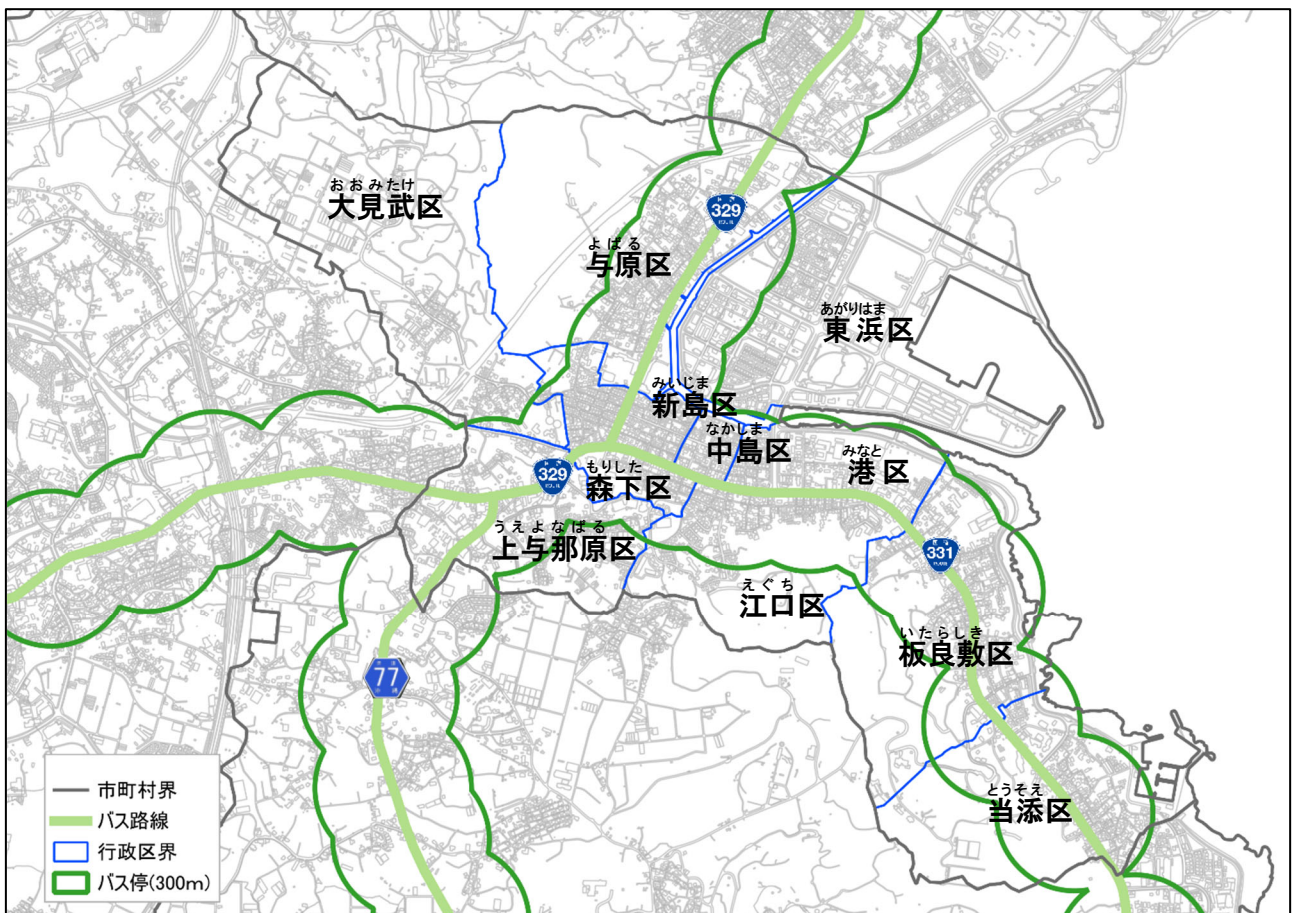 おおみたけ
大見武区
329
よばる
与原区
あがりはま
東浜区
みいじま
新島区
なかしま
中島区
みなと
港区
329
もりした
森下区
うえよなばる
上与那原区
331
えぐち
江口区
いたらしき
板良敷区
77
とうそえ
当添区
市町村界
バス路線
行政区界
バス停(300m)